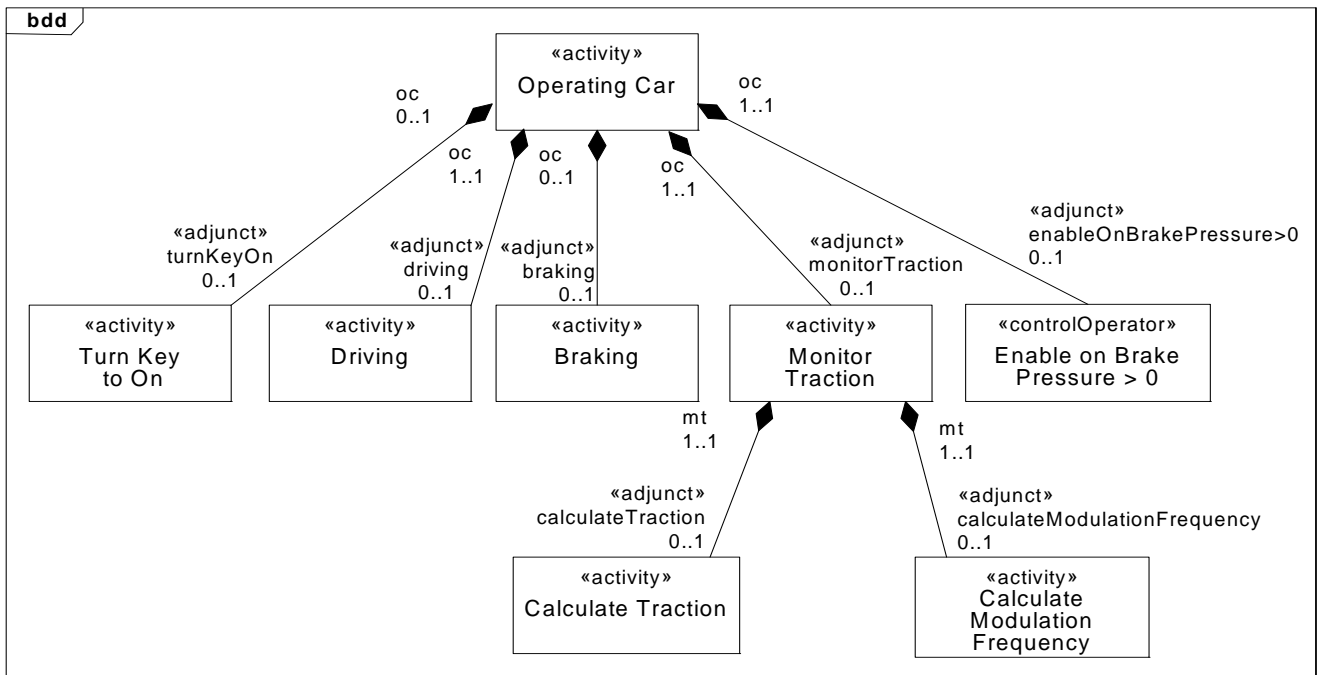 bdd
«activity»
Operating Car
oc
0..1
oc
1..1
oc
0..1
oc
1..1
oc
1..1
«adjunct»
turnKeyOn
0..1
«adjunct»
driving
0..1
«adjunct»
braking
0..1
«adjunct»
monitorTraction
0..1
«adjunct»
enableOnBrakePressure>0
0..1
«activity»
Turn Key
to On
«activity»
Driving
«activity»
Braking
«activity»
Monitor
Traction
«controlOperator»
Enable on Brake
Pressure > 0
mt
1..1
mt
1..1
«adjunct»
calculateTraction
0..1
«adjunct»
calculateModulationFrequency
0..1
«activity»
Calculate Traction
«activity»
Calculate
Modulation
Frequency